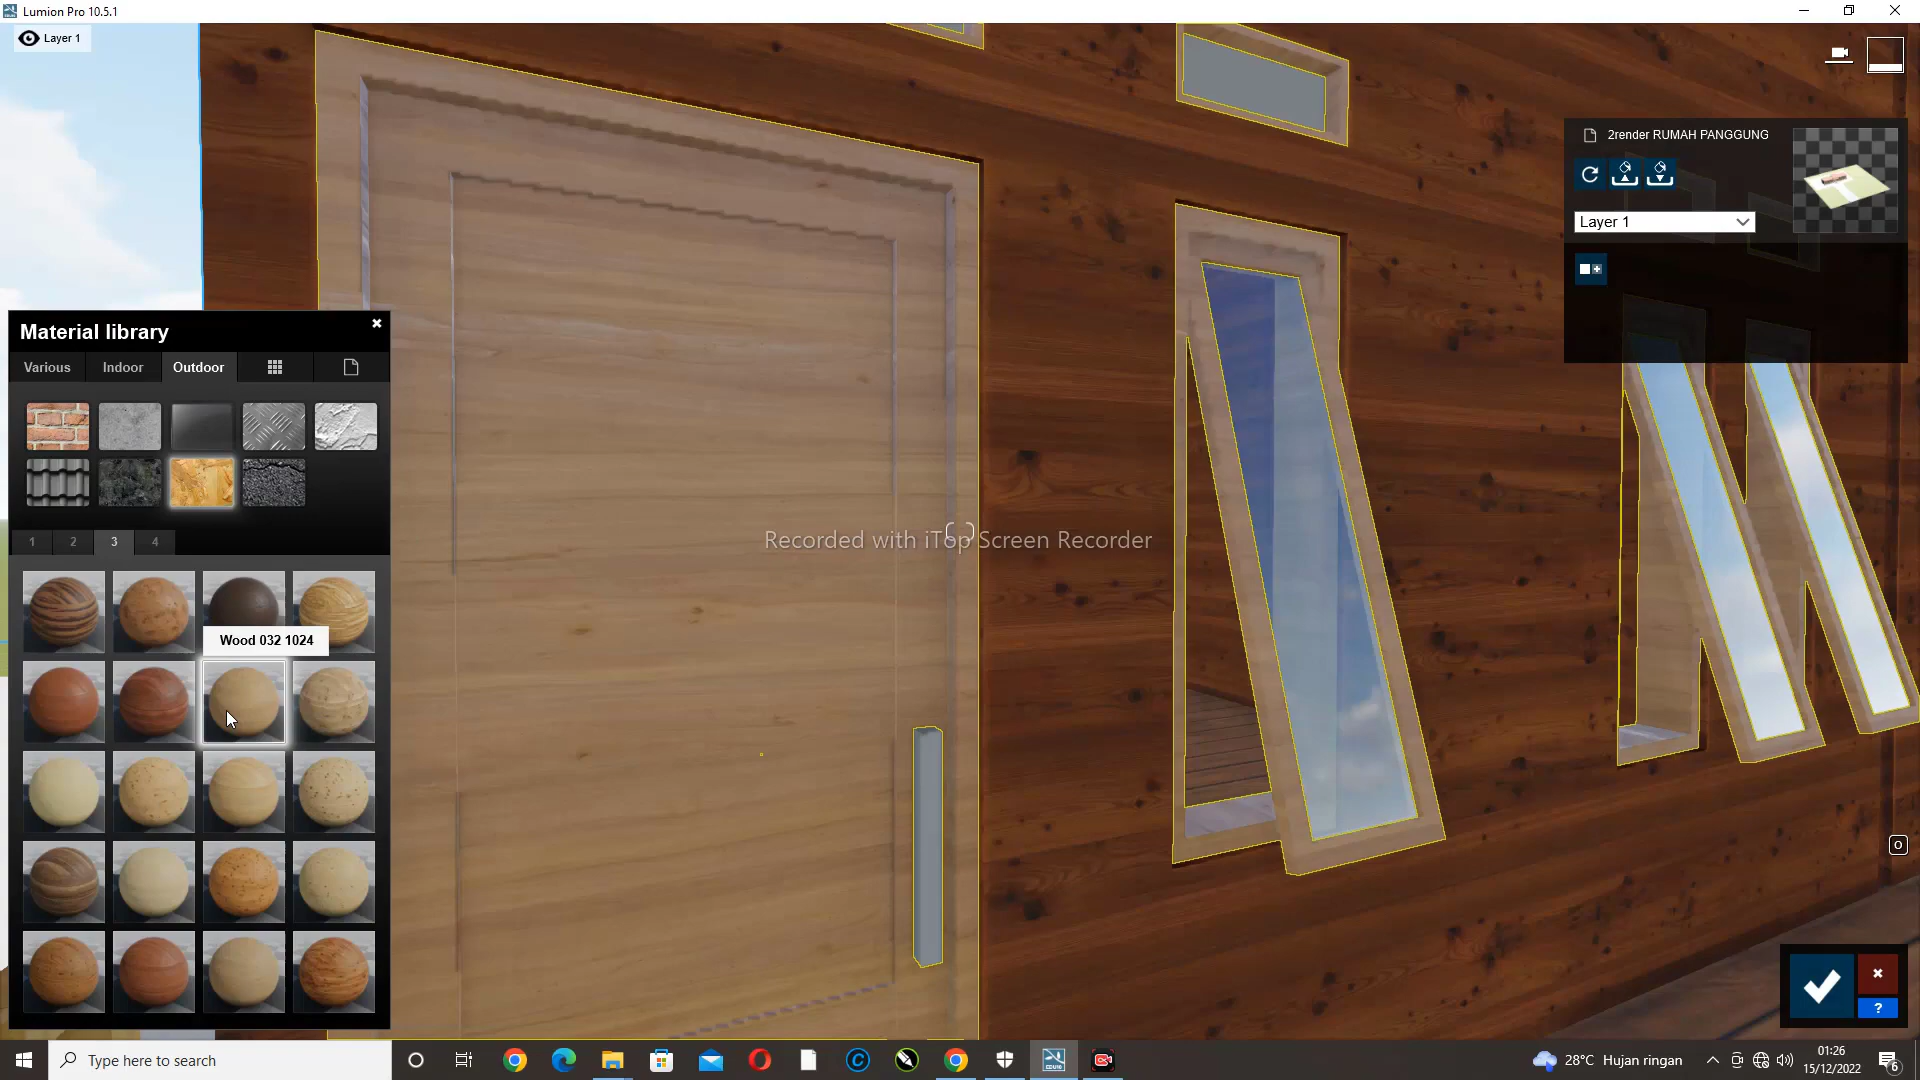 Lumion Pro 10.5.1
Layer 1
2render RUMAH PANGGUNG
Layer 1
Material library
Various Indoor Outdoor
1 2 3 4
Wood 032 1024
Recorded with iTop Screen Recorder
O
?
Type here to search
28°C Hujan ringan
01:26
15/12/2022
6